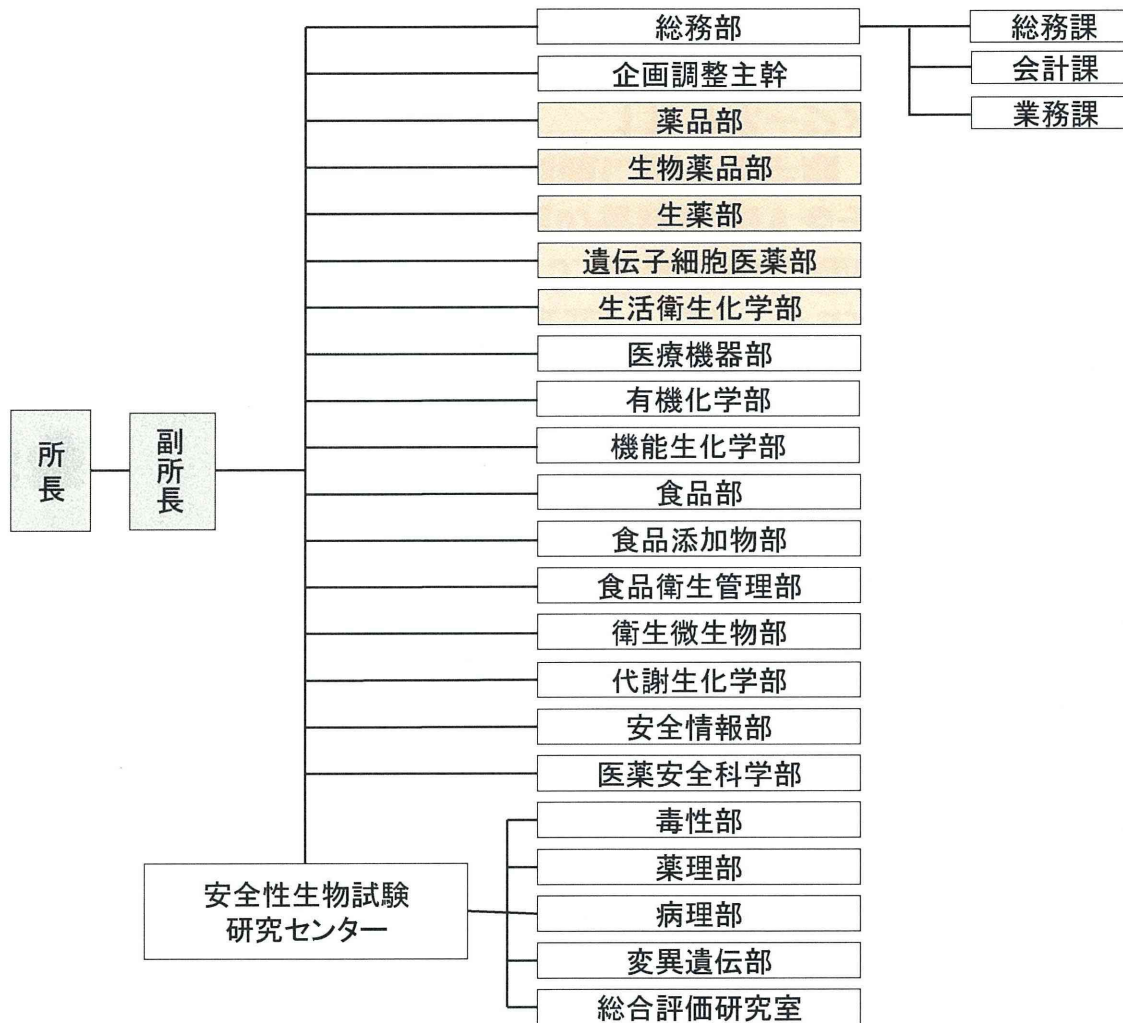 総務部
総務課
企画調整主幹
会計課
薬品部
業務課
生物薬品部
生薬部
遺伝子細胞医薬部
生活衛生化学部
医療機器部
有機化学部
機能生化学部
食品部
食品添加物部
食品衛生管理部
衛生微生物部
代謝生化学部
安全情報部
医薬安全科学部
所長
副所長
安全性生物試験
研究センター
毒性部
薬理部
病理部
変異遺伝部
総合評価研究室